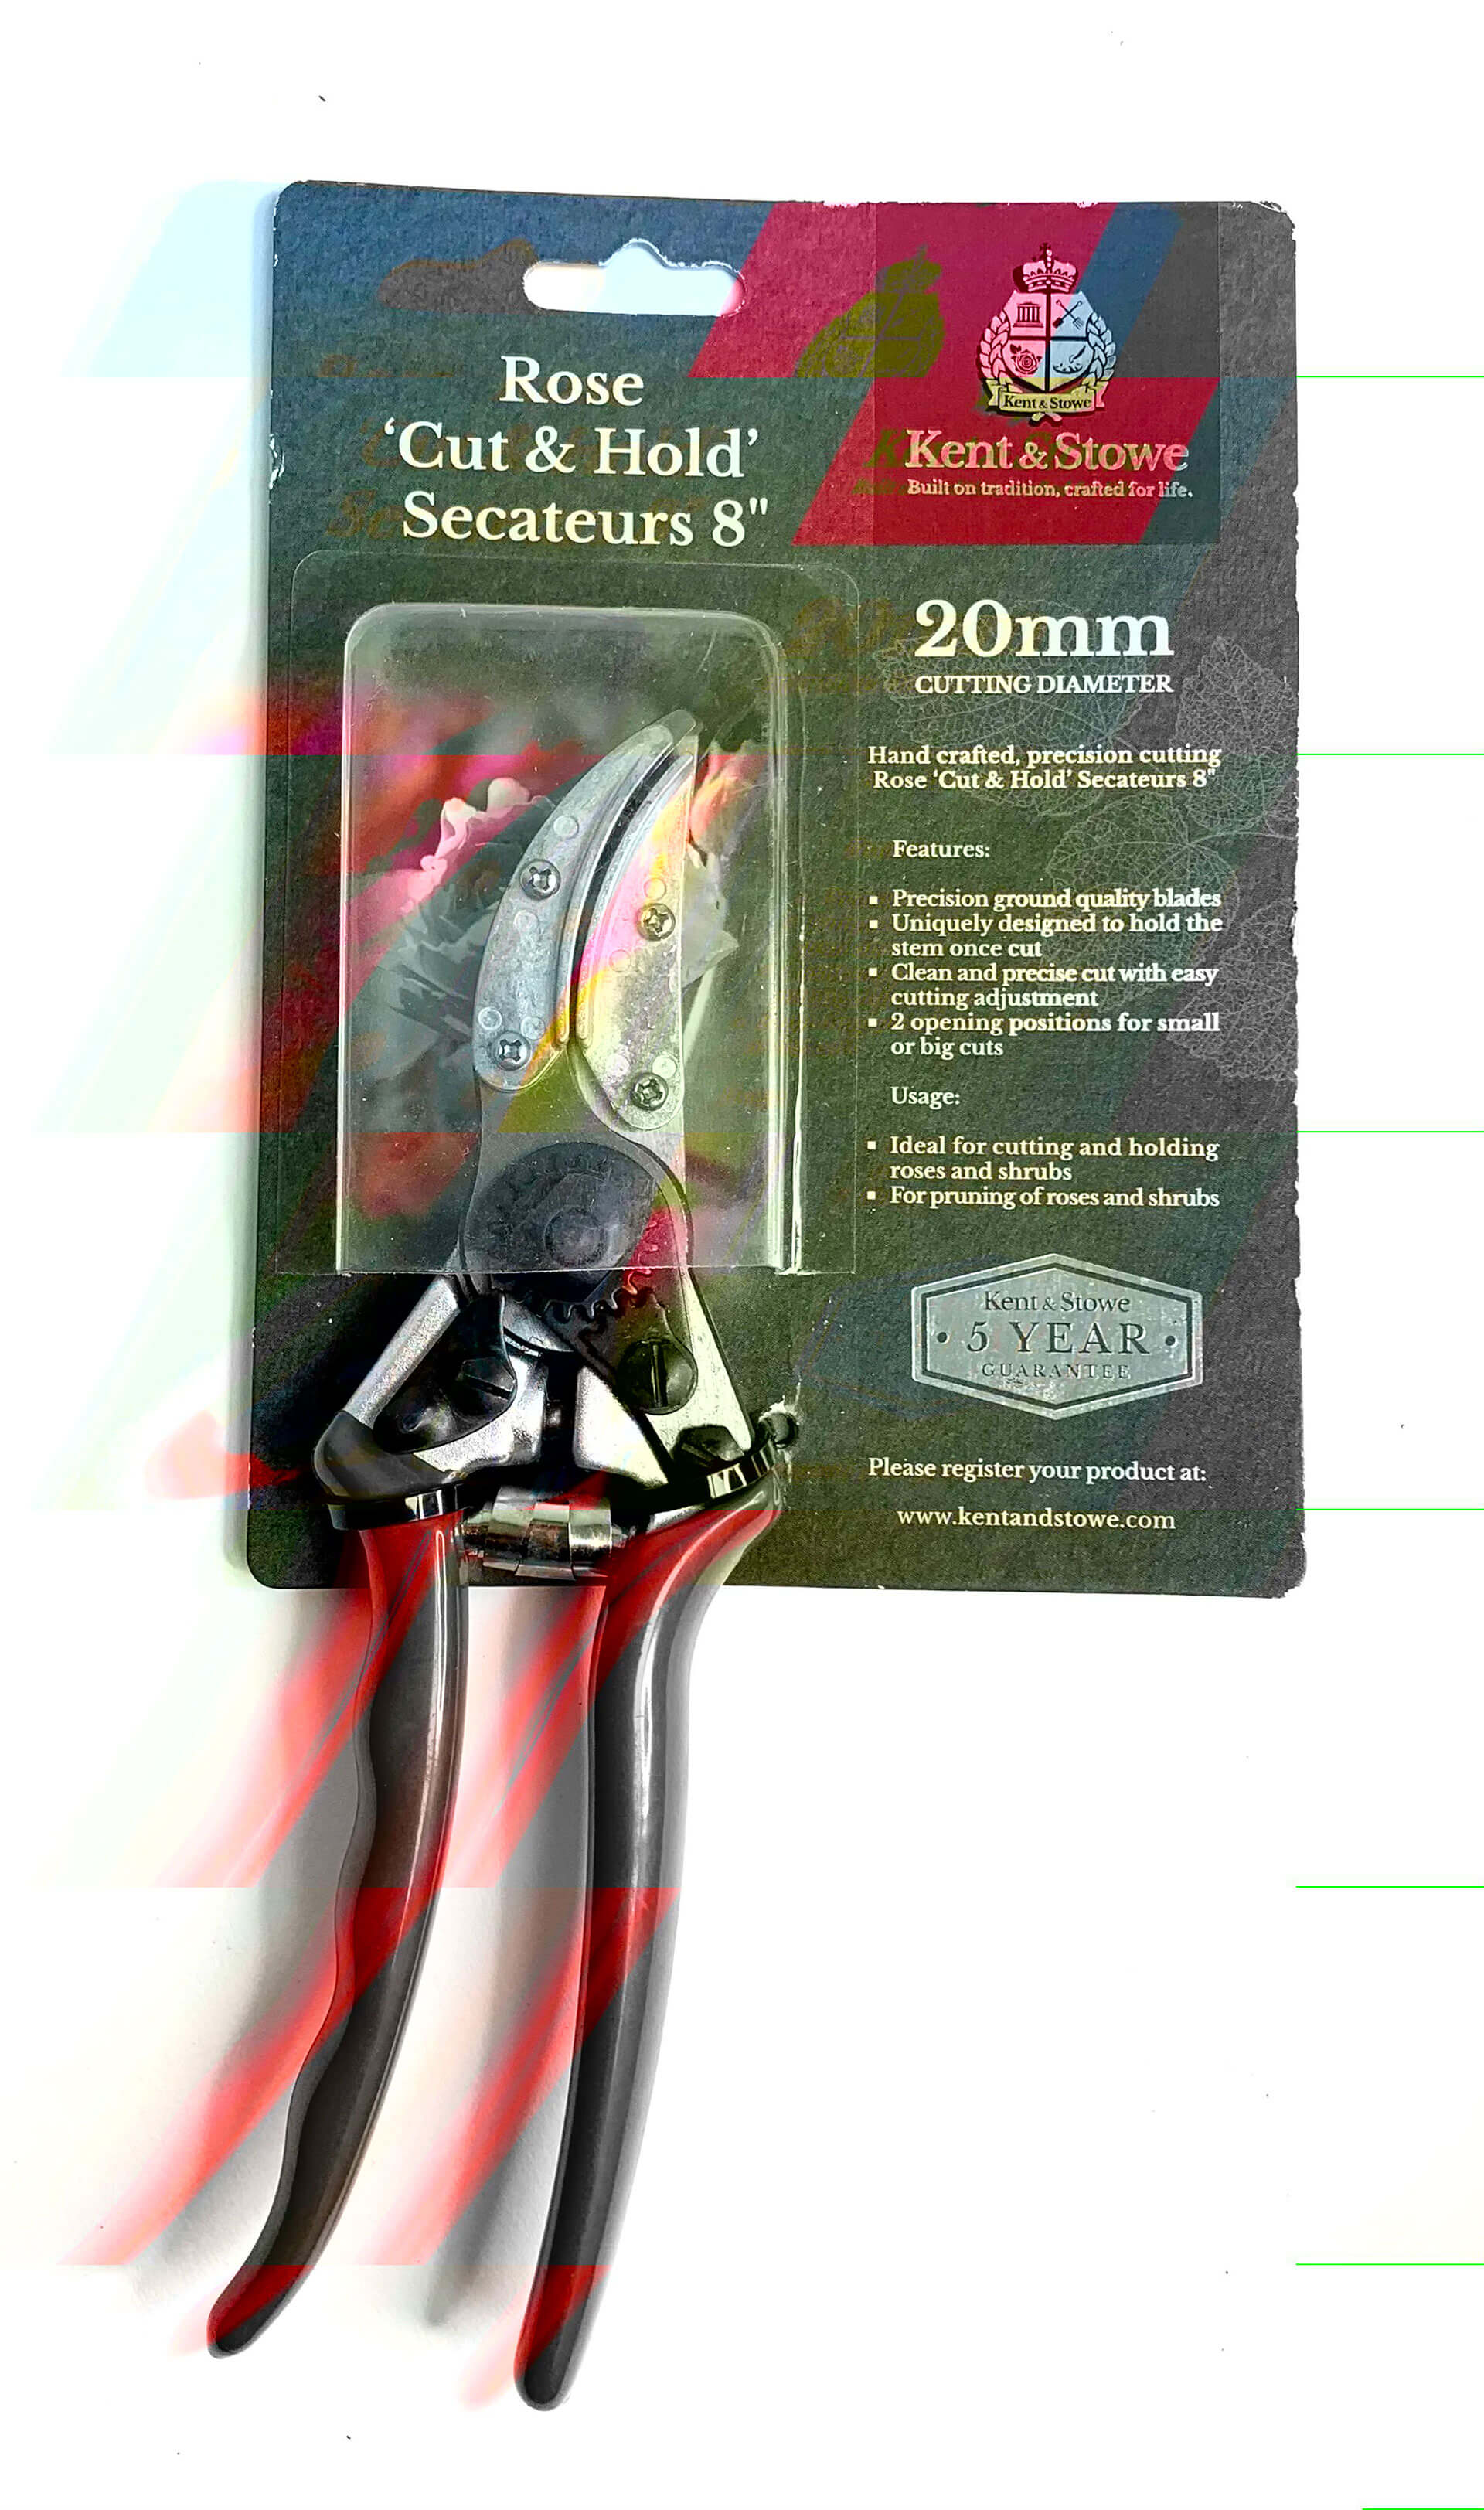 Rose
‘Cut & Hold’
Secateurs 8"
Kent & Stowe
Kent & Stowe
Built on tradition, crafted for life.
20mm
CUTTING DIAMETER
Hand crafted, precision cutting
Rose ‘Cut & Hold’ Secateurs 8"
Features:
▪ Precision ground quality blades
▪ Uniquely designed to hold the
stem once cut
▪ Clean and precise cut with easy
cutting adjustment
▪ 2 opening positions for small
or big cuts
Usage:
▪ Ideal for cutting and holding
roses and shrubs
▪ For pruning of roses and shrubs
Kent & Stowe
• 5 YEAR •
GUARANTEE
Please register your product at:
www.kentandstowe.com